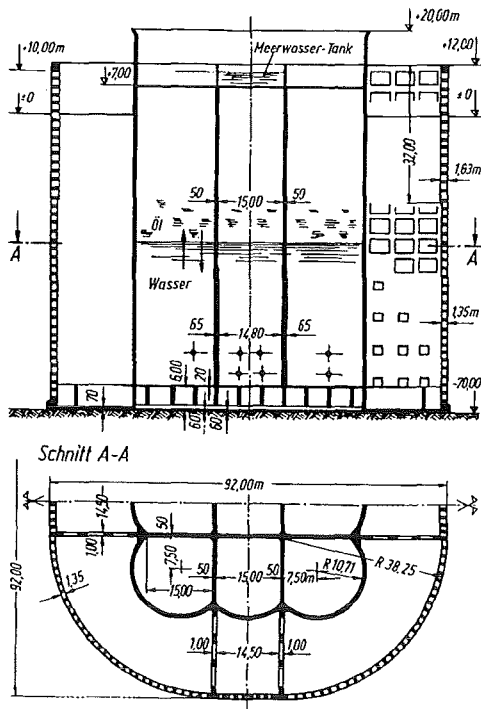 +20,00m
Meerwasser-Tank
+10,00m
+12,00
+7,00
±0
±0
32,00
1,63m
50
15,00
50
Öl
A
A
Wasser
1,35m
65
14,80
65
6,00
20
70
60
60
-70,00
Schnitt A-A
92,00m
14,50
50
1,00
R 38,25
92,00
1,35
7,50
50
15,00
50
7,50m
R 10,71
15,00
1,00
14,50
1,00